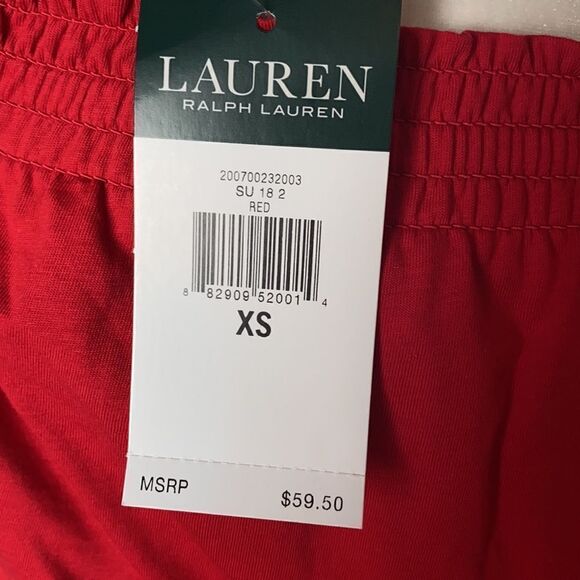 LAUREN
RALPH LAUREN
200700232003
SU 18 2
RED
8 82909 52001 4
XS
MSRP $59.50